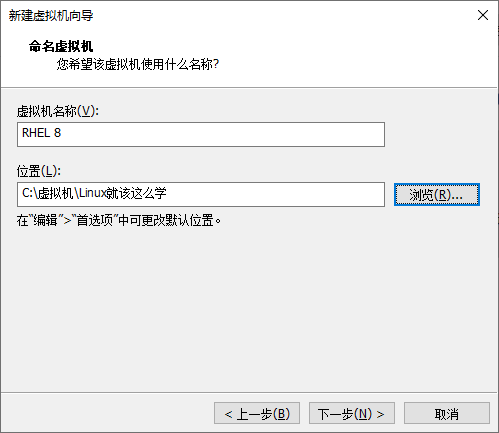 新建虚拟机向导
命名虚拟机
您希望该虚拟机使用什么名称?
虚拟机名称(V):
RHEL 8
位置(L):
C:\虚拟机\Linux就该这么学
浏览(R)...
在“编辑”>“首选项”中可更改默认位置。
< 上一步(B)
下一步(N) >
取消